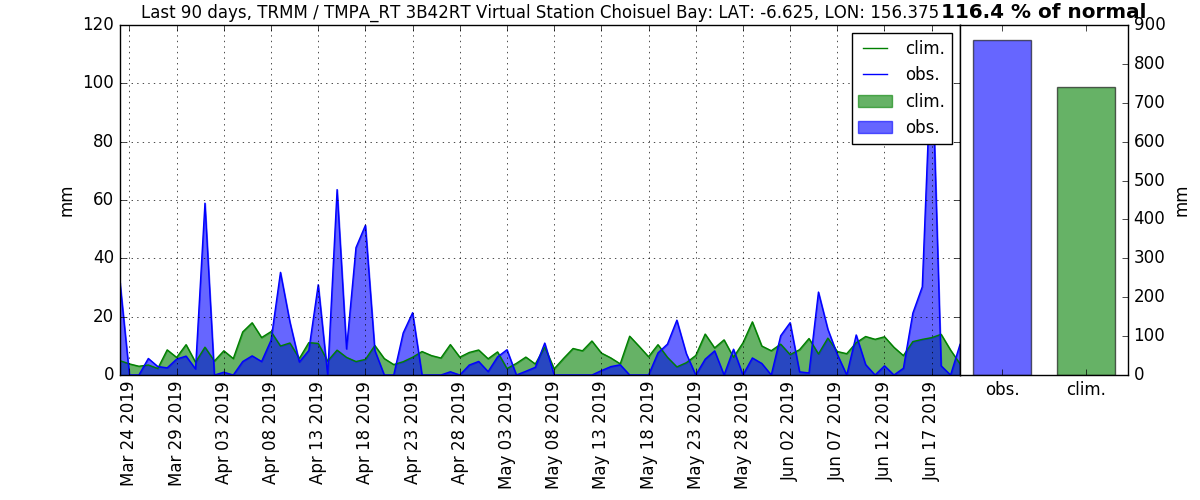 Last 90 days, TRMM / TMPA_RT 3B42RT Virtual Station Choisuel Bay: LAT: -6.625, LON: 156.375
116.4 % of normal
120
100
80
60
40
20
0
mm
clim.
obs.
clim.
obs.
900
800
700
600
500
400
300
200
100
0
mm
Mar 24 2019
Mar 29 2019
Apr 03 2019
Apr 08 2019
Apr 13 2019
Apr 18 2019
Apr 23 2019
Apr 28 2019
May 03 2019
May 08 2019
May 13 2019
May 18 2019
May 23 2019
May 28 2019
Jun 02 2019
Jun 07 2019
Jun 12 2019
Jun 17 2019
obs.
clim.